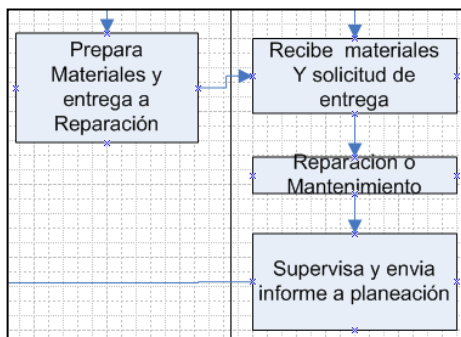 Prepara
Materiales y
entrega a
Reparación
Recibe materiales
Y solicitud de
entrega
Reparacion o
Mantenimiento
Supervisa y envia
informe a planeación